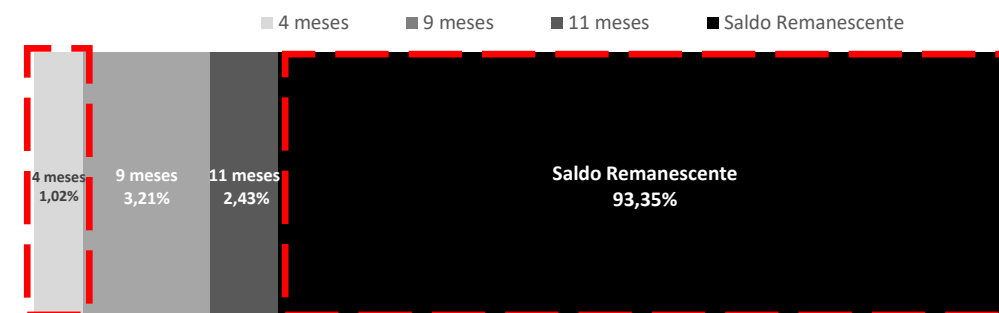 4 meses 9 meses 11 meses Saldo Remanescente
4 meses
1,02%
9 meses
3,21%
11 meses
2,43%
Saldo Remanescente
93,35%